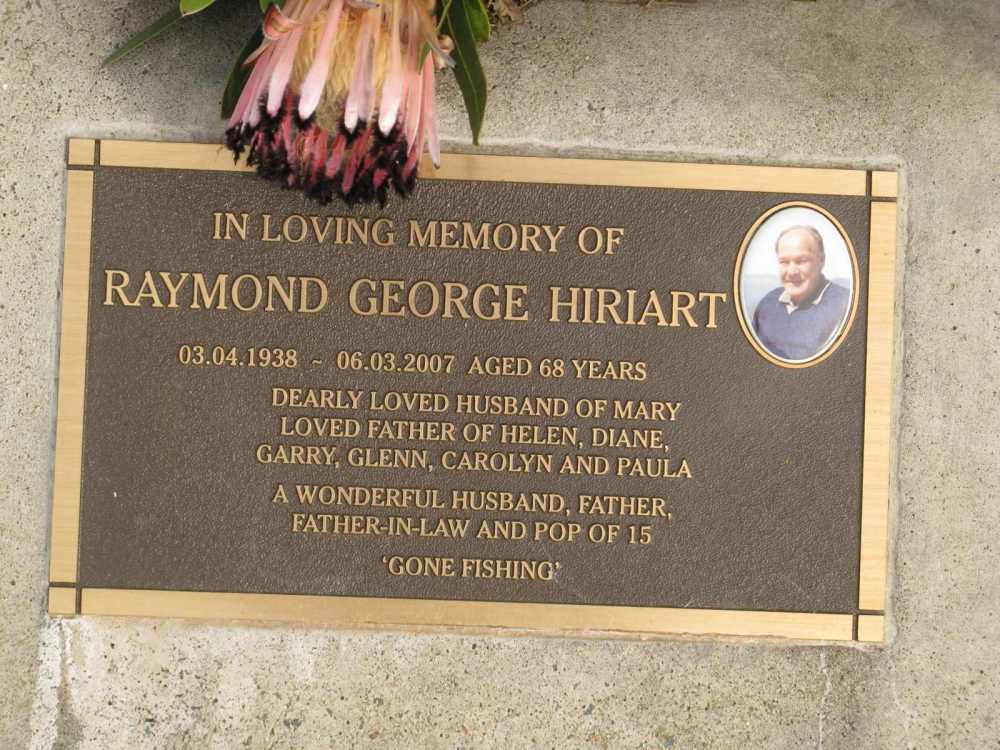 IN LOVING MEMORY OF
RAYMOND GEORGE HIRIART
03.04.1938 ~ 06.03.2007 AGED 68 YEARS
DEARLY LOVED HUSBAND OF MARY
LOVED FATHER OF HELEN, DIANE,
GARRY, GLENN, CAROLYN AND PAULA
A WONDERFUL HUSBAND, FATHER,
FATHER-IN-LAW AND POP OF 15
‘GONE FISHING’